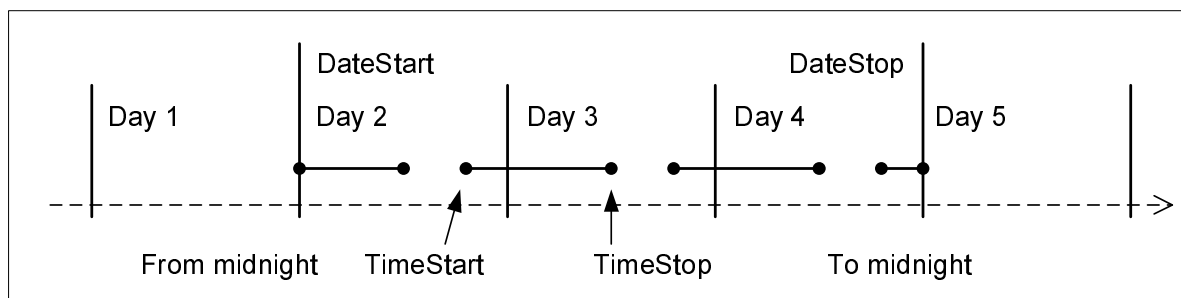 DateStart DateStop
Day 1 Day 2 Day 3 Day 4 Day 5
From midnight TimeStart TimeStop To midnight